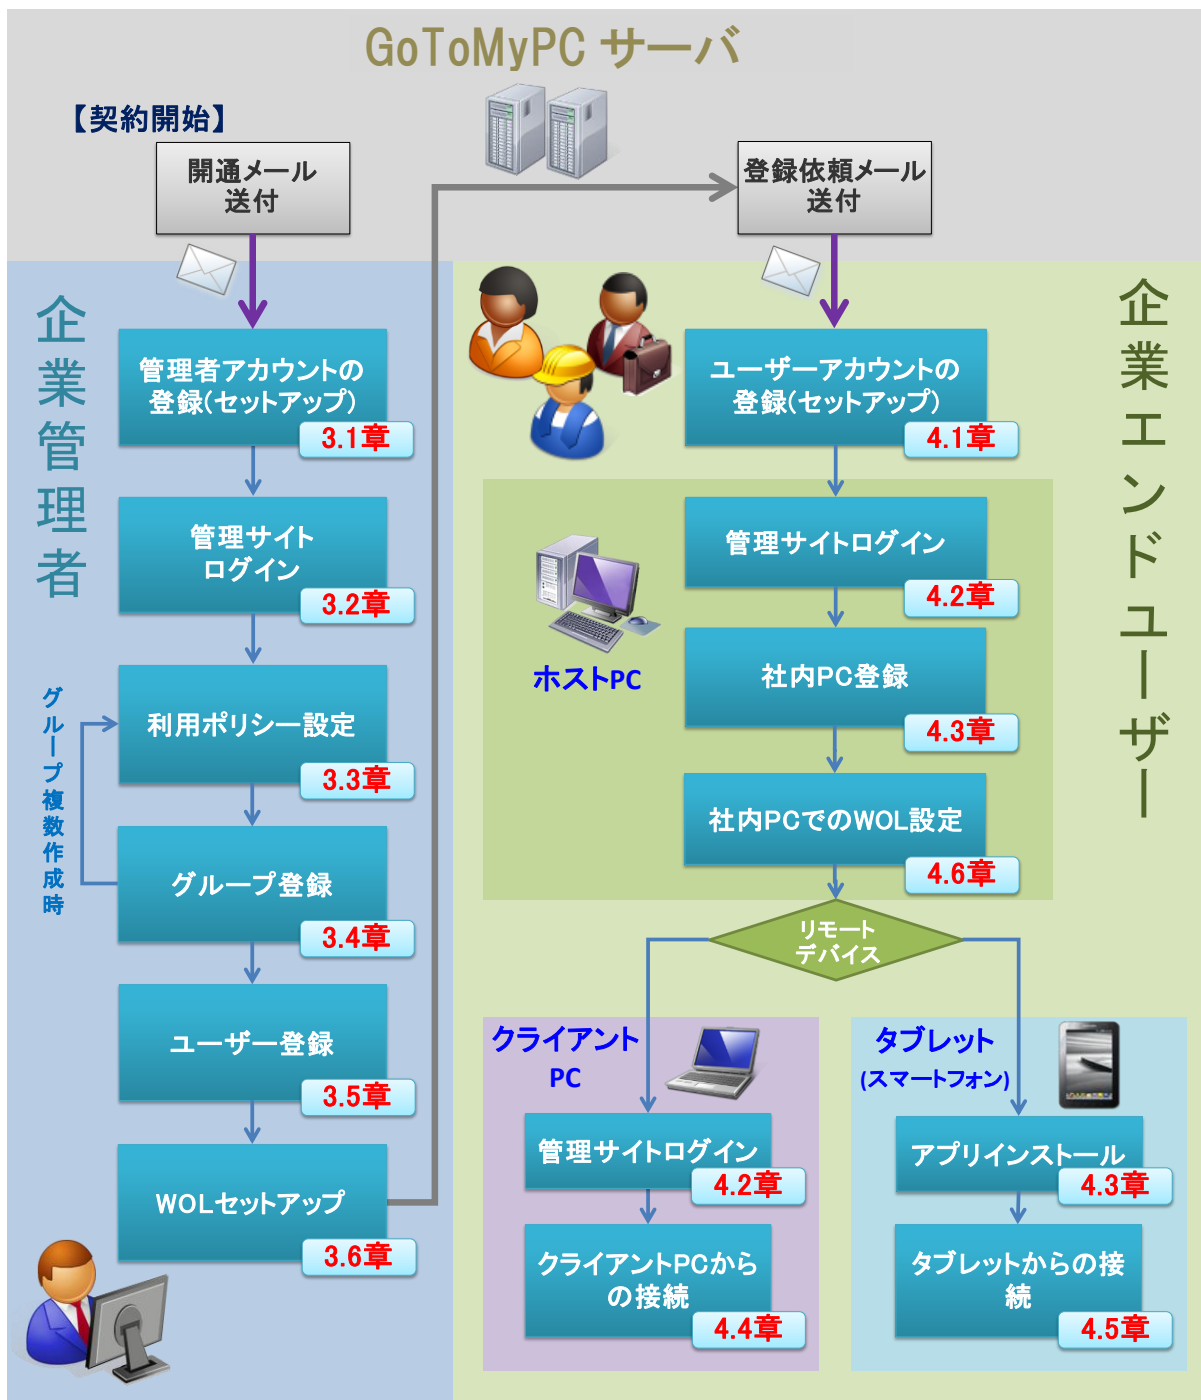 GoToMyPC サーバ
【契約開始】
開通メール
送付
登録依頼メール
送付
企業管理者
管理者アカウントの
登録(セットアップ)
3.1章
管理サイト
ログイン
3.2章
利用ポリシー設定
3.3章
グループ複数作成時
グループ登録
3.4章
ユーザー登録
3.5章
WOLセットアップ
3.6章
企業エンドユーザー
ユーザーアカウントの
登録(セットアップ)
4.1章
管理サイトログイン
4.2章
ホストPC
社内PC登録
4.3章
社内PCでのWOL設定
4.6章
リモート
デバイス
クライアント
PC
管理サイトログイン
4.2章
クライアントPCから
の接続
4.4章
タブレット
(スマートフォン)
アプリインストール
4.3章
タブレットからの接
続
4.5章